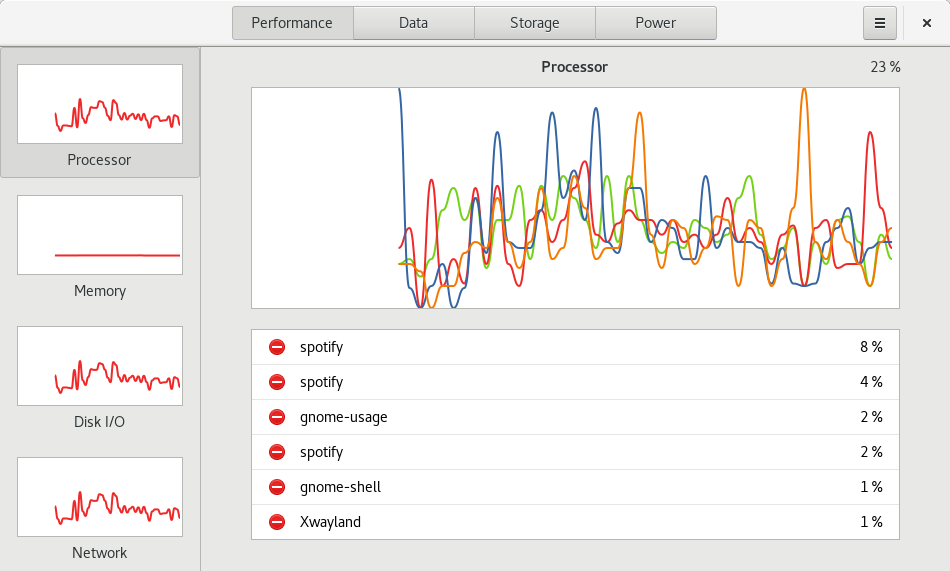 Performance
Data
Storage
Power
Processor
Memory
Disk I/O
Network
Processor
23 %
spotify 8 %
spotify 4 %
gnome-usage 2 %
spotify 2 %
gnome-shell 1 %
Xwayland 1 %